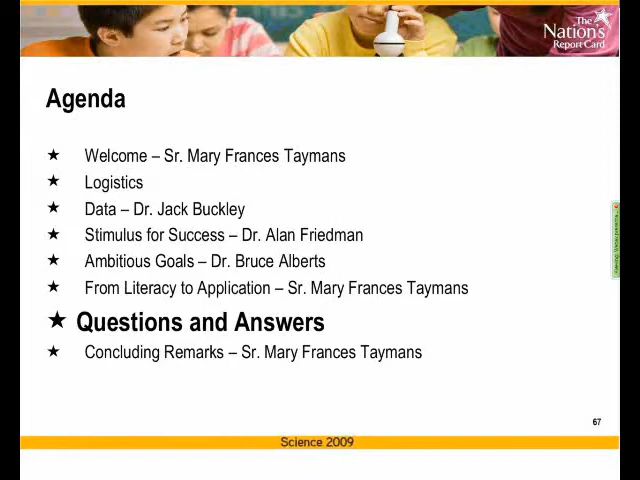 The
Nation's
Report Card
Agenda
★ Welcome – Sr. Mary Frances Taymans
★ Logistics
★ Data – Dr. Jack Buckley
★ Stimulus for Success – Dr. Alan Friedman
★ Ambitious Goals – Dr. Bruce Alberts
★ From Literacy to Application – Sr. Mary Frances Taymans
★ Questions and Answers
★ Concluding Remarks – Sr. Mary Frances Taymans
67
Science 2009